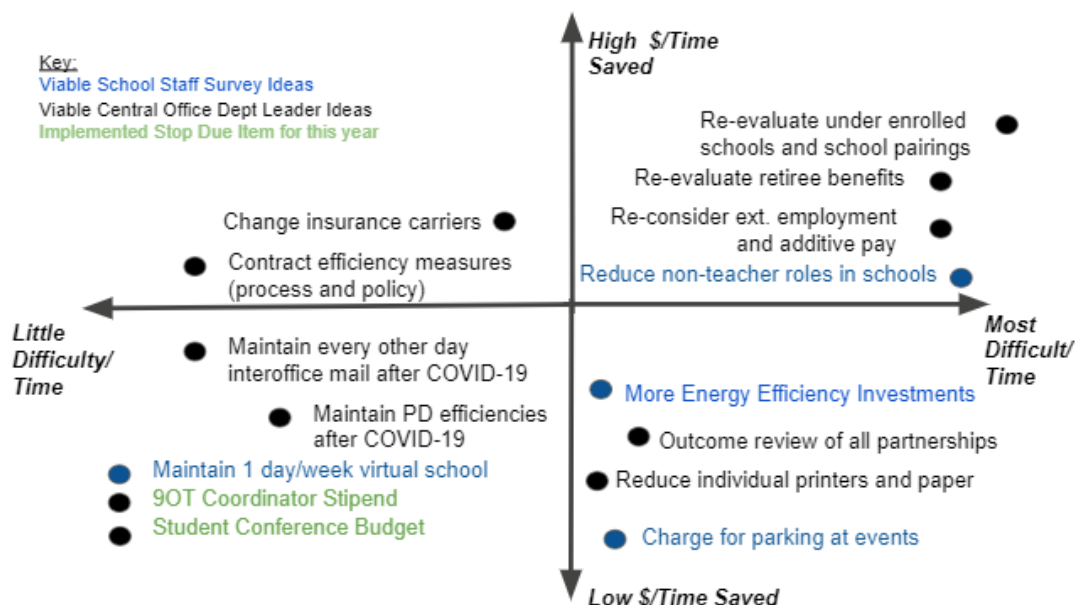 High $/Time
Saved
Key:
Viable School Staff Survey Ideas
Viable Central Office Dept Leader Ideas
Implemented Stop Due Item for this year
Re-evaluate under enrolled
schools and school pairings
Re-evaluate retiree benefits
Change insurance carriers
Re-consider ext. employment
and additive pay
Contract efficiency measures
(process and policy)
Reduce non-teacher roles in schools
Little
Difficulty/
Time
Most
Difficult/
Time
Maintain every other day
interoffice mail after COVID-19
More Energy Efficiency Investments
Maintain PD efficiencies
after COVID-19
Outcome review of all partnerships
Maintain 1 day/week virtual school
Reduce individual printers and paper
9OT Coordinator Stipend
Student Conference Budget
Charge for parking at events
Low $/Time Saved